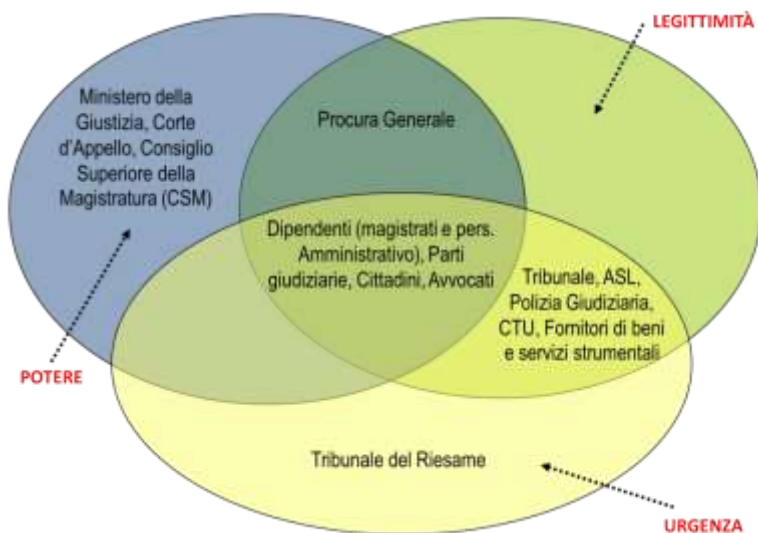 LEGITTIMITÀ
Ministero della
Giustizia, Corte
d'Appello, Consiglio
Superiore della
Magistratura (CSM)
Procura Generale
Dipendenti (magistrati e pers.
Amministrativo), Parti
giudiziarie, Cittadini, Avvocati
Tribunale, ASL,
Polizia Giudiziaria,
CTU, Fornitori di beni
e servizi strumentali
POTERE
Tribunale del Riesame
URGENZA